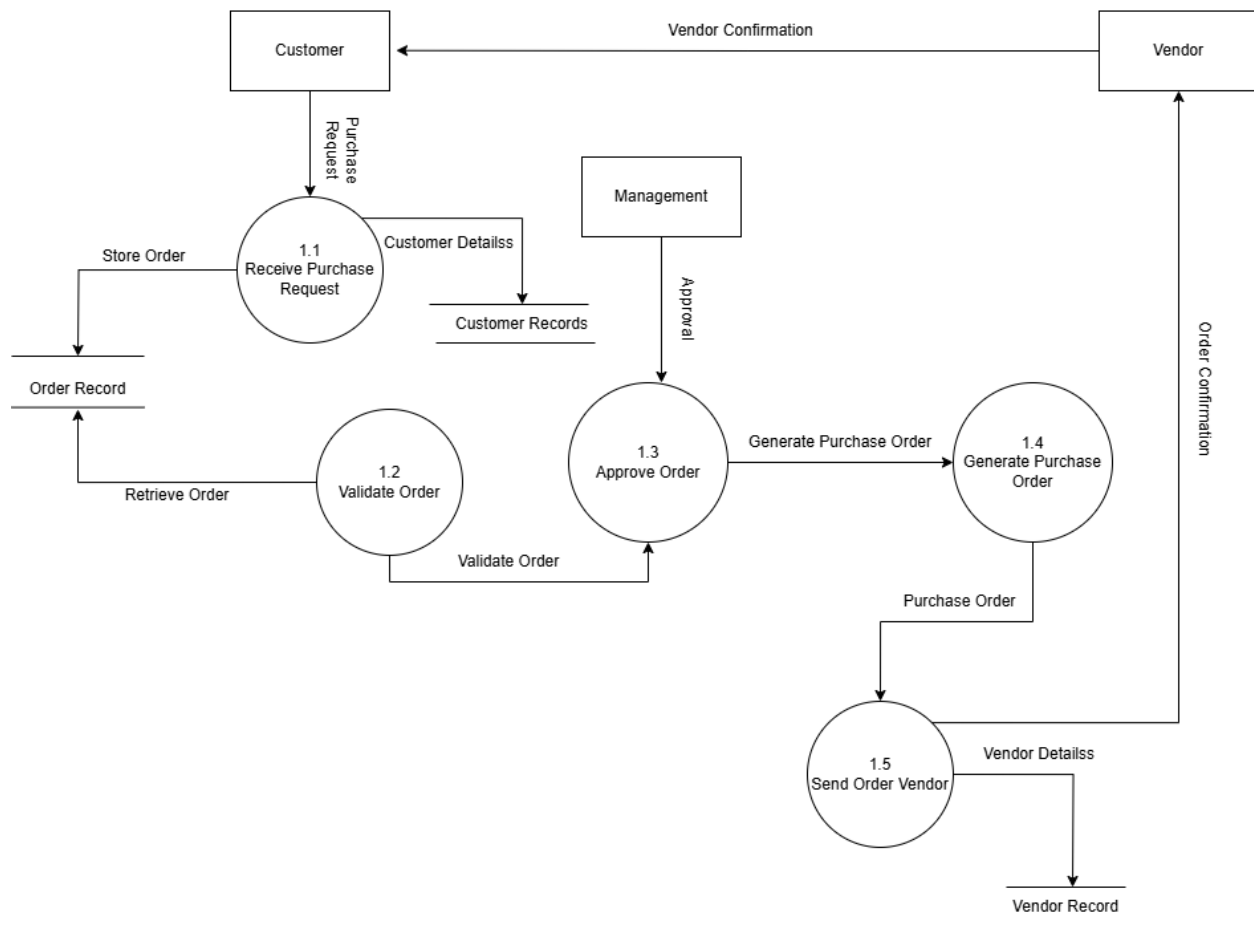 Vendor Confirmation
Customer
Vendor
Purchase
Request
Management
Customer Detailss
1.1
Receive Purchase
Request
Store Order
Approval
Customer Records
Order Confirmation
Order Record
1.2
Validate Order
1.3
Approve Order
Generate Purchase Order
1.4
Generate Purchase
Order
Retrieve Order
Validate Order
Purchase Order
1.5
Send Order Vendor
Vendor Detailss
Vendor Record